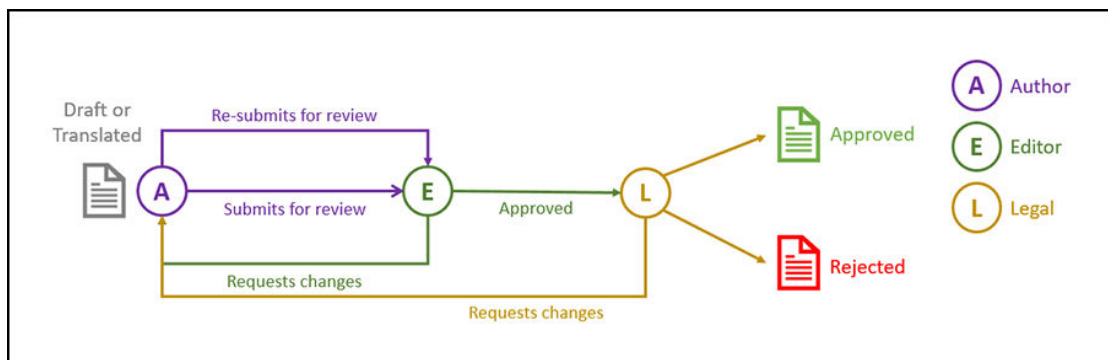 Draft or
Translated
Re-submits for review
A
Submits for review
E
Approved
L
Requests changes
Requests changes
Approved
Rejected
A Author
E Editor
L Legal